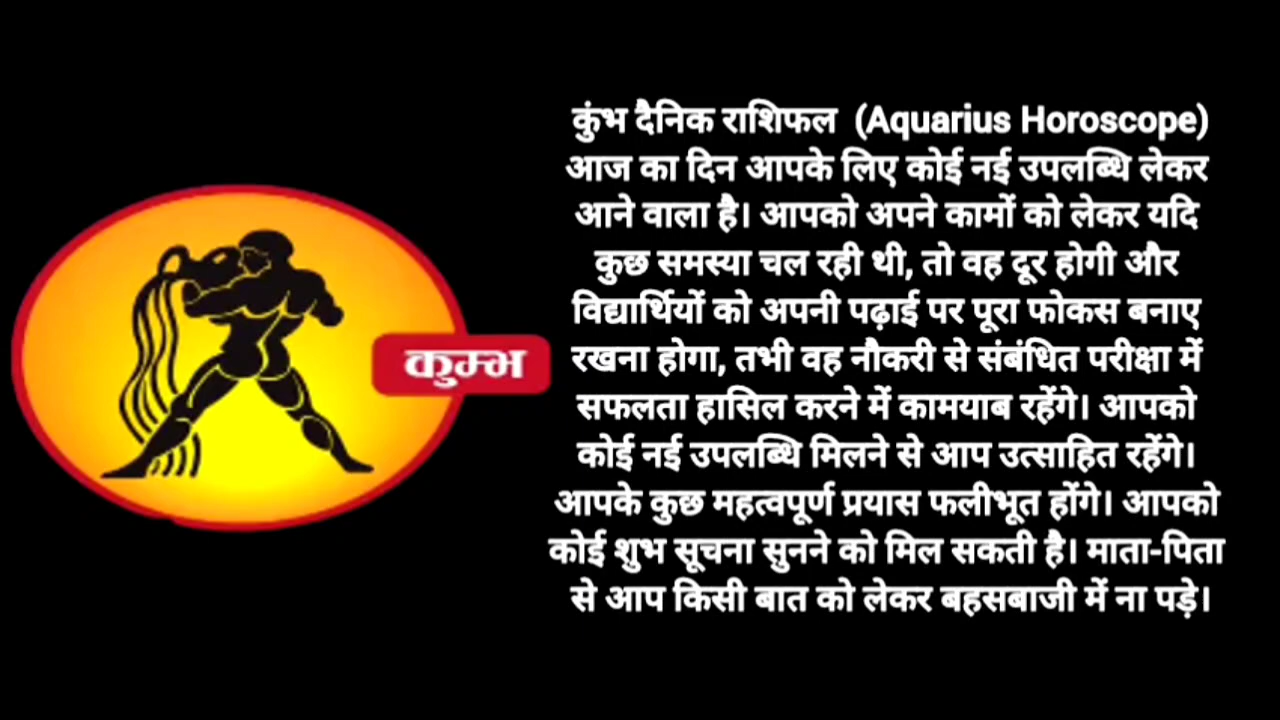 कुंभ दैनिक राशिफल (Aquarius Horoscope)
आज का दिन आपके लिए कोई नई उपलब्धि लेकर
आने वाला है। आपको अपने कामों को लेकर यदि
कुछ समस्या चल रही थी, तो वह दूर होगी और
विद्यार्थियों को अपनी पढ़ाई पर पूरा फोकस बनाए
रखना होगा, तभी वह नौकरी से संबंधित परीक्षा में
सफलता हासिल करने में कामयाब रहेंगे। आपको
कोई नई उपलब्धि मिलने से आप उत्साहित रहेंगे।
आपके कुछ महत्वपूर्ण प्रयास फलीभूत होंगे। आपको
कोई शुभ सूचना सुनने को मिल सकती है। माता-पिता
से आप किसी बात को लेकर बहसबाजी में ना पड़े।
कुम्भ